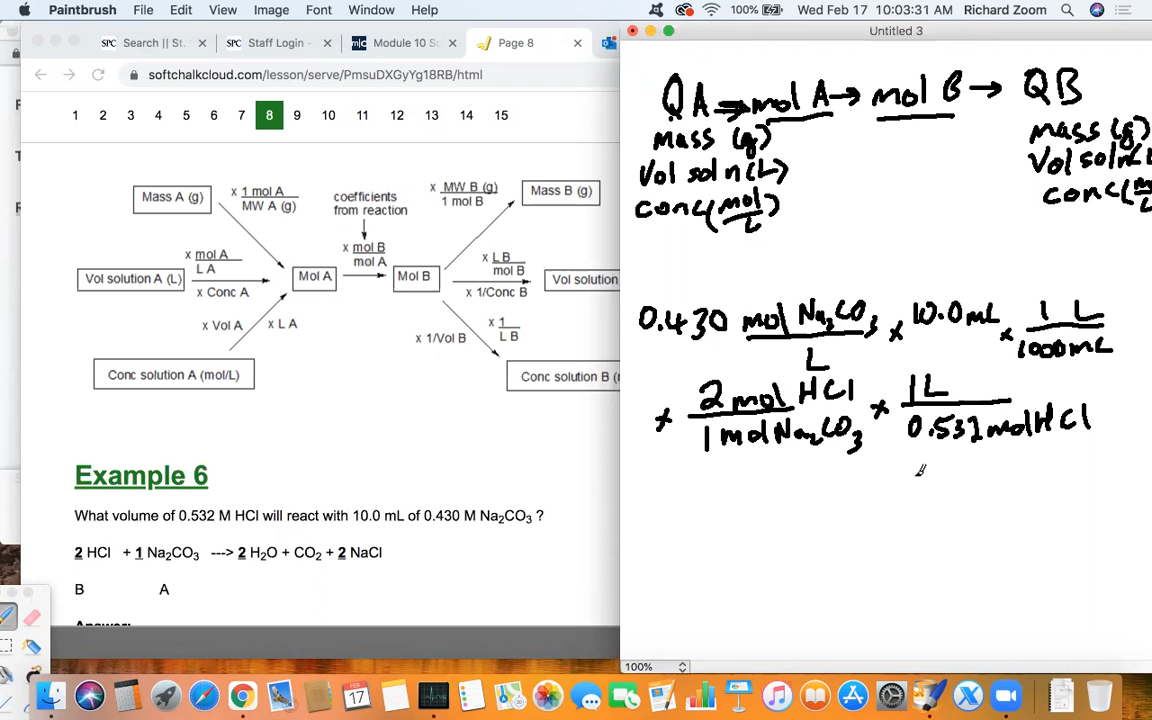 Paintbrush File Edit View Image Font Window Help 100% Wed Feb 17 10:03:31 AM Richard Zoom
Search || St. Staff Login - Module 10 Page 8
softchalkcloud.com/lesson/serve/PmsuDXGyYg18RB/html
1 2 3 4 5 6 7 8 9 10 11 12 13 14 15
Mass A (g)
x 1 mol A
MW A (g)
coefficients
from reaction
x MW B (g)
1 mol B
Mass B (g)
Vol solution A (L)
x mol A
L A
x Conc A
Mol A
x mol B
mol A
Mol B
x L B
mol B
x 1/Conc B
Vol solution
x Vol A
x L A
x 1/Vol B
x 1
L B
Conc solution A (mol/L)
Conc solution B
Example 6
What volume of 0.532 M HCl will react with 10.0 mL of 0.430 M Na₂CO₃ ?
2 HCl + 1 Na₂CO₃ ---> 2 H₂O + CO₂ + 2 NaCl
B A
Answer:
Untitled 3
QA → mol A → mol B → QB
mass (g) mass (g)
Vol soln (L) Vol soln (L
conc (mol/L) conc (m/L
0.430 mol Na₂CO₃ / L x 10.0 mL x 1 L / 1000 mL
x 2 mol HCl / 1 mol Na₂CO₃ x 1L / 0.532 mol HCl
100%
17